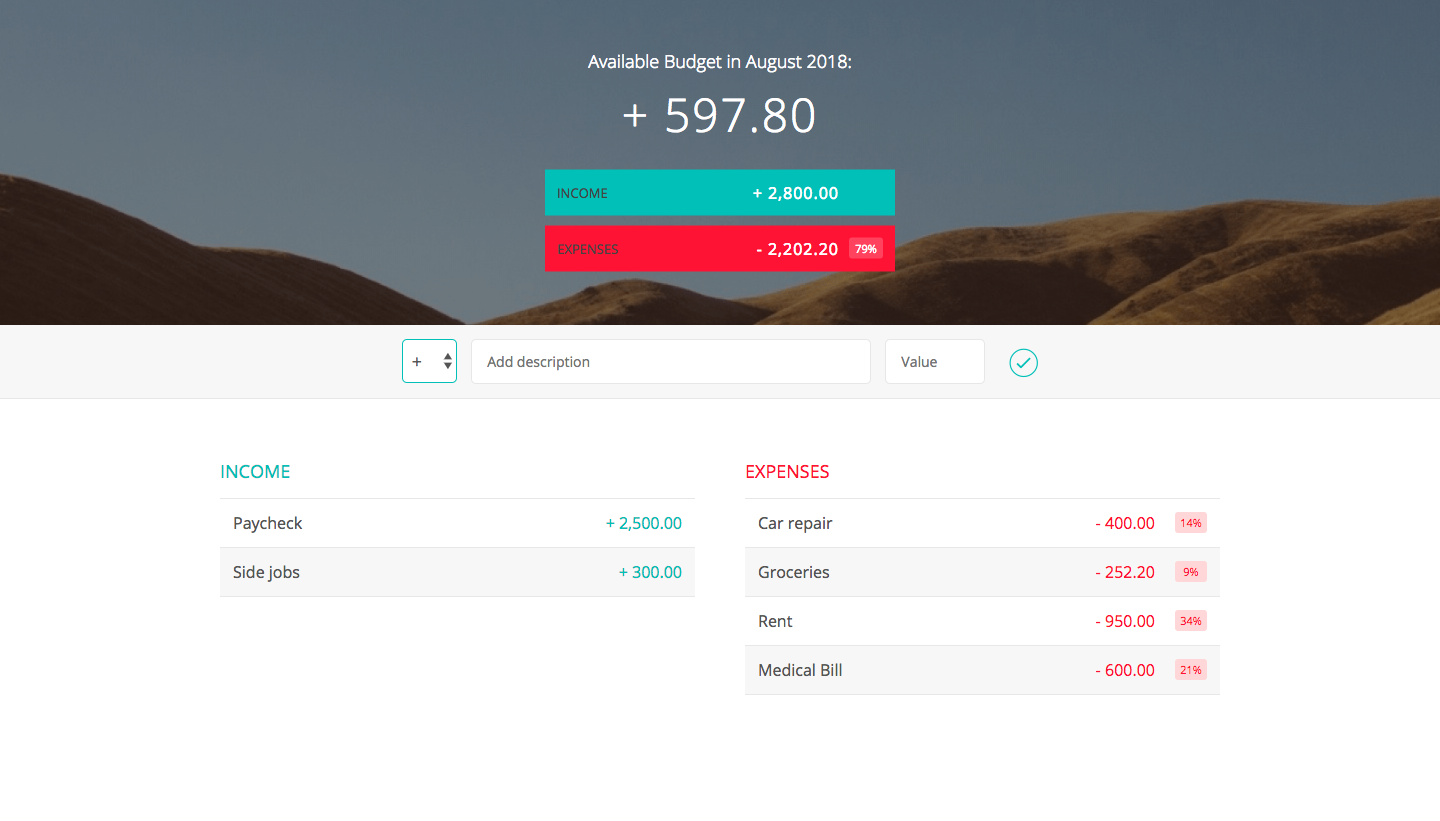 Available Budget in August 2018:
+ 597.80
INCOME + 2,800.00
EXPENSES - 2,202.20 79%
+ Add description Value
INCOME
Paycheck + 2,500.00
Side jobs + 300.00
EXPENSES
Car repair - 400.00 14%
Groceries - 252.20 9%
Rent - 950.00 34%
Medical Bill - 600.00 21%